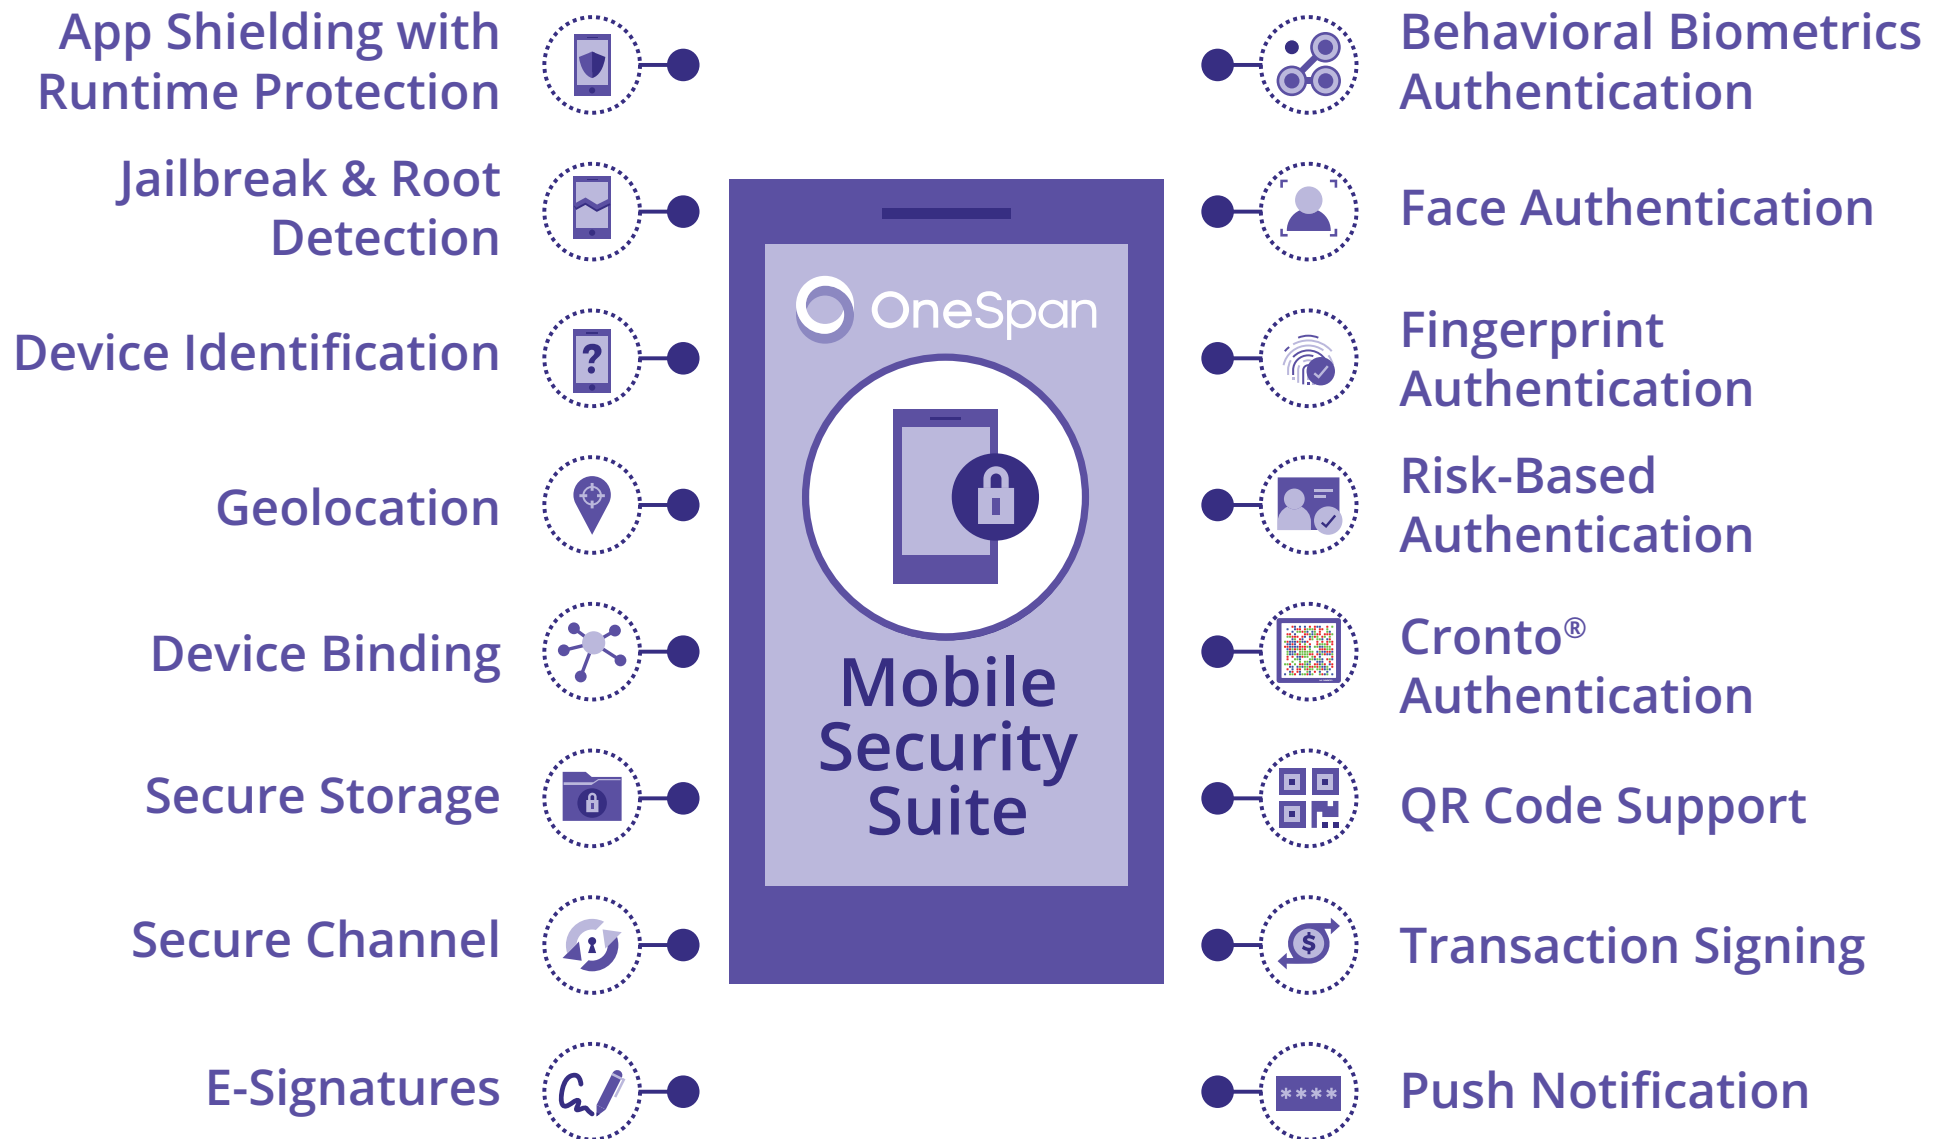 App Shielding with
Runtime Protection
Jailbreak & Root
Detection
Device Identification
Geolocation
Device Binding
Secure Storage
Secure Channel
E-Signatures
OneSpan
?
Mobile
Security
Suite
Behavioral Biometrics
Authentication
Face Authentication
Fingerprint
Authentication
Risk-Based
Authentication
Cronto®
Authentication
QR Code Support
$
Transaction Signing
****
Push Notification